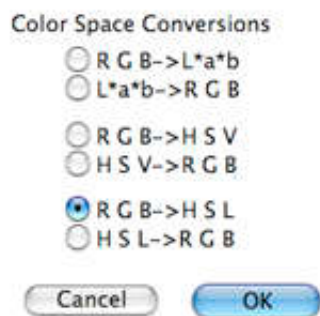 Color Space Conversions
R G B->L*a*b
L*a*b->R G B
R G B->H S V
H S V->R G B
R G B->H S L
H S L->R G B
Cancel OK